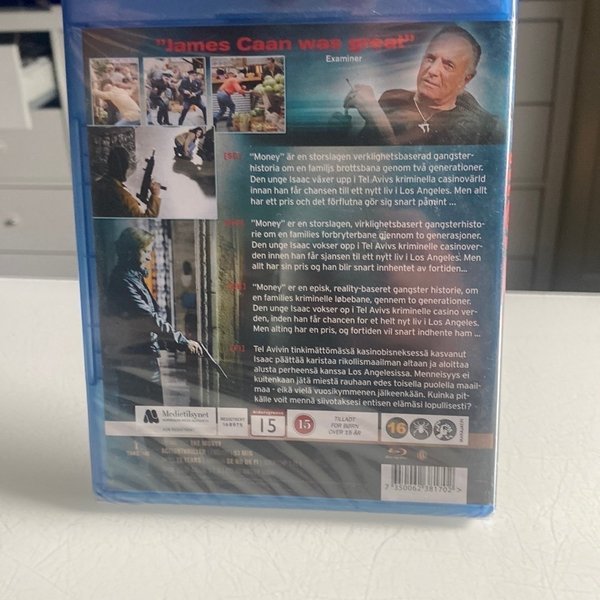 "James Caan was great"
Examiner
[SE] "Money" är en storslagen verklighetsbaserad gangster-
historia om en familjs brottsbana genom två generationer.
Den unge Isaac växer upp i Tel Avivs kriminella casinovärld
innan han får chansen till ett nytt liv i Los Angeles. Men allt
har ett pris och det förflutna gör sig snart påmint ...
"Money" er en storslagen, virklighetsbasert gangsterhisto-
rie om en families forbryterbane gjennom to generasjoner.
Den unge Isaac vokser opp i Tel Avivs kriminelle casinover-
den innen han får sjansen til ett nytt liv i Los Angeles. Men
allt har sin pris og han blir snart innhentet av fortiden...
"Money" er en episk, reality-baseret gangster historie, om
en families kriminelle løbebane, gennem to generationer.
Den unge Isaac vokser op i Tel Avivs kriminelle casino ver-
den, inden han får chancen for et helt nyt liv i Los Angeles.
Men alting har en pris, og fortiden vil snart indhente ham ...
[FI] Tel Avivin tinkimättömässä kasinobisneksessä kasvanut
Isaac päättää karistaa rikollismaailman altaan ja aloittaa
alusta perheensä kanssa Los Angelesissa. Menneisyys ei
kuitenkaan jätä miestä rauhaan edes toisella puolella maail-
maa - eikä vielä vuosikymmenen jälkeenkään. Kuinka pit-
källe voit mennä siivotaksesi entisen elämäsi lopullisesti?
Medietilsynet
REGISTRERT
15
15
TILLADT
FOR BØRN
OVER 15 ÅR
16
Blu-ray Disc
7 350062 381702 >